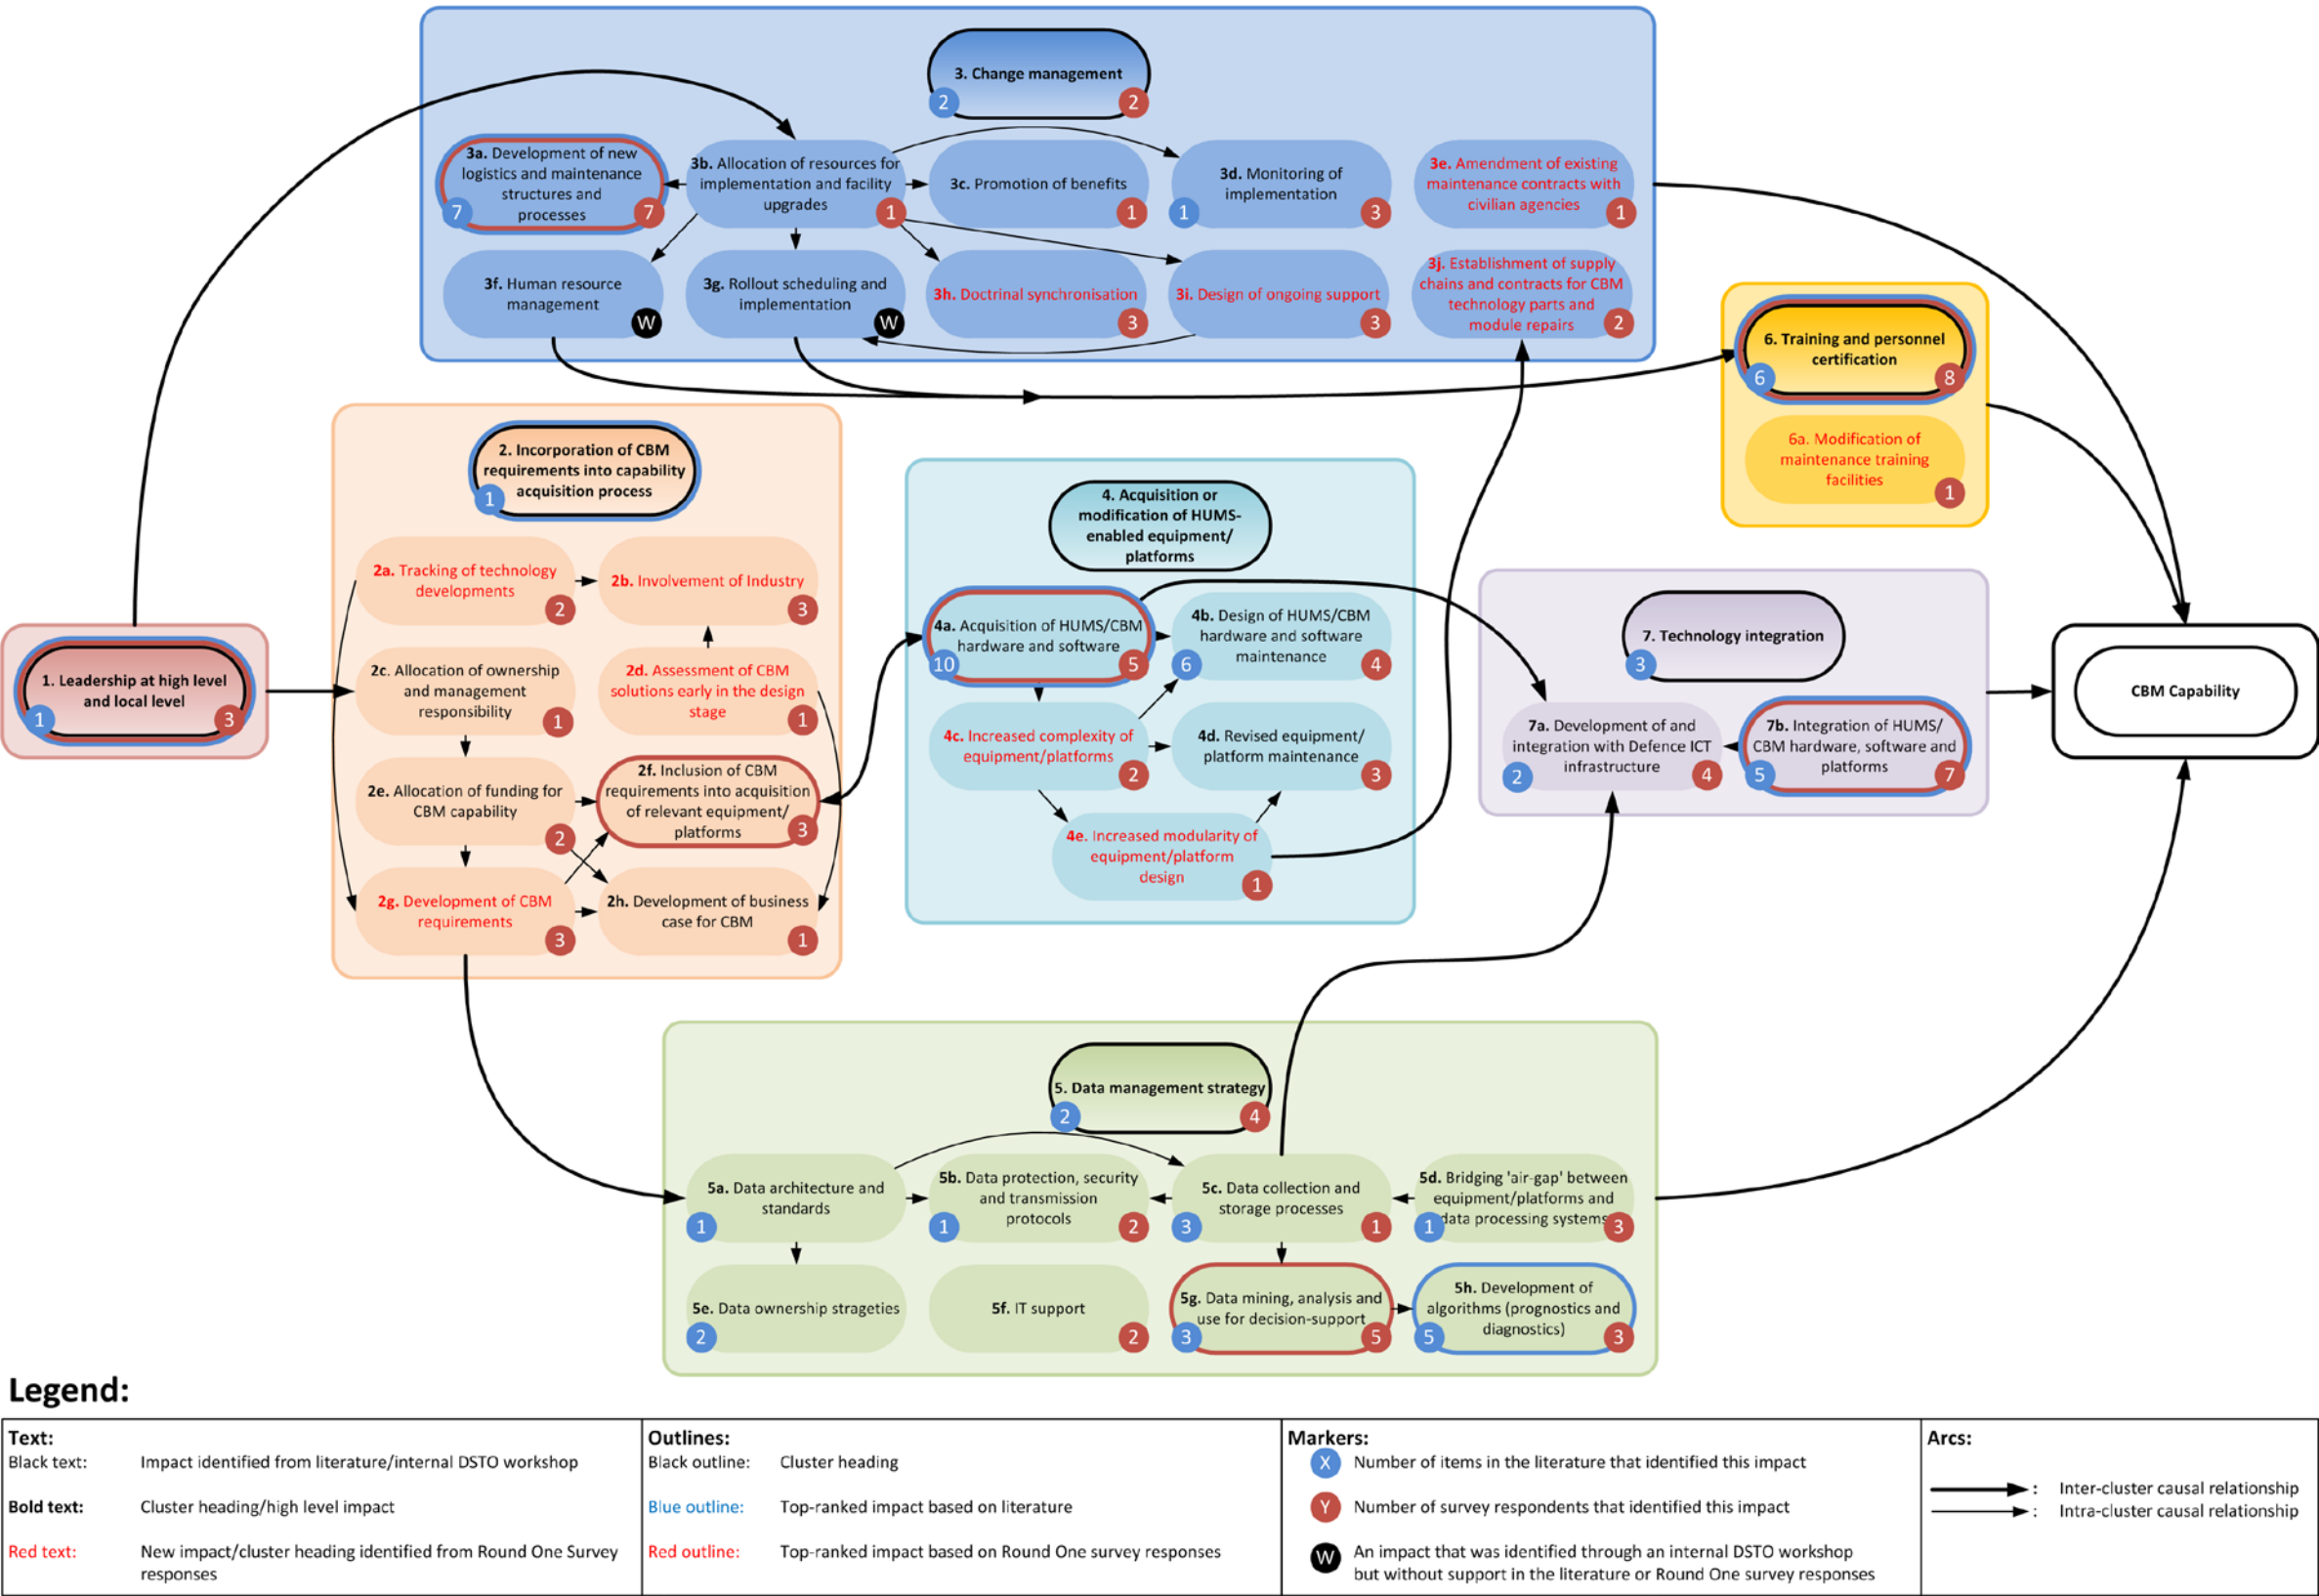 3. Change management
2
2
3a. Development of new
logistics and maintenance
structures and
processes
7
7
3b. Allocation of resources for
implementation and facility
upgrades
1
3c. Promotion of benefits
1
3d. Monitoring of
implementation
1
3
3e. Amendment of existing
maintenance contracts with
civilian agencies
1
3f. Human resource
management
W
3g. Rollout scheduling and
implementation
W
3h. Doctrinal synchronisation
3
3i. Design of ongoing support
3
3j. Establishment of supply
chains and contracts for CBM
technology parts and
module repairs
2
6. Training and personnel
certification
6
8
6a. Modification of
maintenance training
facilities
1
2. Incorporation of CBM
requirements into capability
acquisition process
1
2a. Tracking of technology
developments
2
2b. Involvement of Industry
3
2c. Allocation of ownership
and management
responsibility
1
2d. Assessment of CBM
solutions early in the design
stage
1
2e. Allocation of funding for
CBM capability
2
2f. Inclusion of CBM
requirements into acquisition
of relevant equipment/
platforms
3
2g. Development of CBM
requirements
3
2h. Development of business
case for CBM
1
1. Leadership at high level
and local level
1
3
4. Acquisition or
modification of HUMS-
enabled equipment/
platforms
4a. Acquisition of HUMS/CBM
hardware and software
10
5
4b. Design of HUMS/CBM
hardware and software
maintenance
6
4
4c. Increased complexity of
equipment/platforms
2
4d. Revised equipment/
platform maintenance
3
4e. Increased modularity of
equipment/platform
design
1
7. Technology integration
3
7a. Development of and
integration with Defence ICT
infrastructure
2
4
7b. Integration of HUMS/
CBM hardware, software and
platforms
5
7
CBM Capability
5. Data management strategy
2
4
5a. Data architecture and
standards
1
5b. Data protection, security
and transmission
protocols
1
2
5c. Data collection and
storage processes
3
1
5d. Bridging 'air-gap' between
equipment/platforms and
data processing systems
1
3
5e. Data ownership strageties
2
5f. IT support
2
5g. Data mining, analysis and
use for decision-support
3
5
5h. Development of
algorithms (prognostics and
diagnostics)
5
3
Legend:
Text:
Black text: Impact identified from literature/internal DSTO workshop
Bold text: Cluster heading/high level impact
Red text: New impact/cluster heading identified from Round One Survey
responses
Outlines:
Black outline: Cluster heading
Blue outline: Top-ranked impact based on literature
Red outline: Top-ranked impact based on Round One survey responses
Markers:
X Number of items in the literature that identified this impact
Y Number of survey respondents that identified this impact
W An impact that was identified through an internal DSTO workshop
but without support in the literature or Round One survey responses
Arcs:
: Inter-cluster causal relationship
: Intra-cluster causal relationship